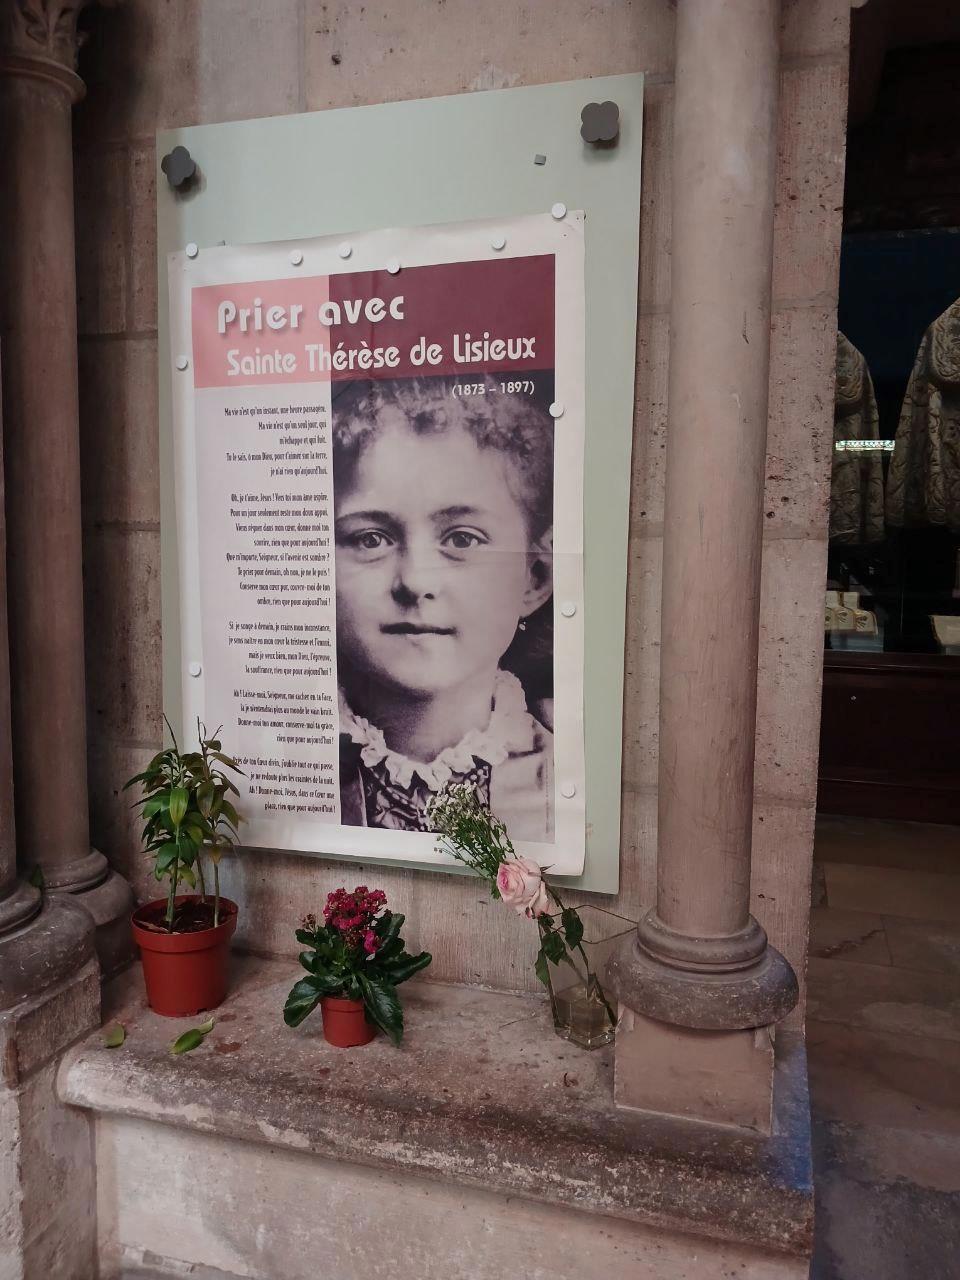 Prier avec
Sainte Thérèse de Lisieux
(1873 – 1897)
Ma vie n'est qu'un instant, une heure passagère.
Ma vie n'est qu'un seul jour, qui
m'échappe et qui fuit.
Tu le sais, ô mon Dieu, pour t'aimer sur la terre,
je n'ai rien qu'aujourd'hui.
Oh, je t'aime, Jésus ! Vers toi mon âme aspire.
Pour un jour seulement reste mon doux appui.
Viens régner dans mon cœur, donne moi ton
sourire, rien que pour aujourd'hui !
Que m'importe, Seigneur, si l'avenir est sombre ?
Te prier pour demain, oh non, je ne le puis !
Conserve mon cœur pur, couvre-moi de ton
ombre, rien que pour aujourd'hui !
Si je songe à demain, je crains mon inconstance,
je sens naître en mon cœur la tristesse et l'ennui,
mais je veux bien, mon Dieu, l'épreuve,
la souffrance, rien que pour aujourd'hui !
Ah ! Laisse-moi, Seigneur, me cacher en ta Face,
là je n'entendrai plus du monde le vain bruit.
Donne-moi ton amour, conserve-moi ta grâce,
rien que pour aujourd'hui !
Près de ton Cœur divin, j'oublie tout ce qui passe,
je ne redoute plus les craintes de la nuit.
Ah ! Donne-moi, Jésus, dans ce Cœur une
place, rien que pour aujourd'hui !